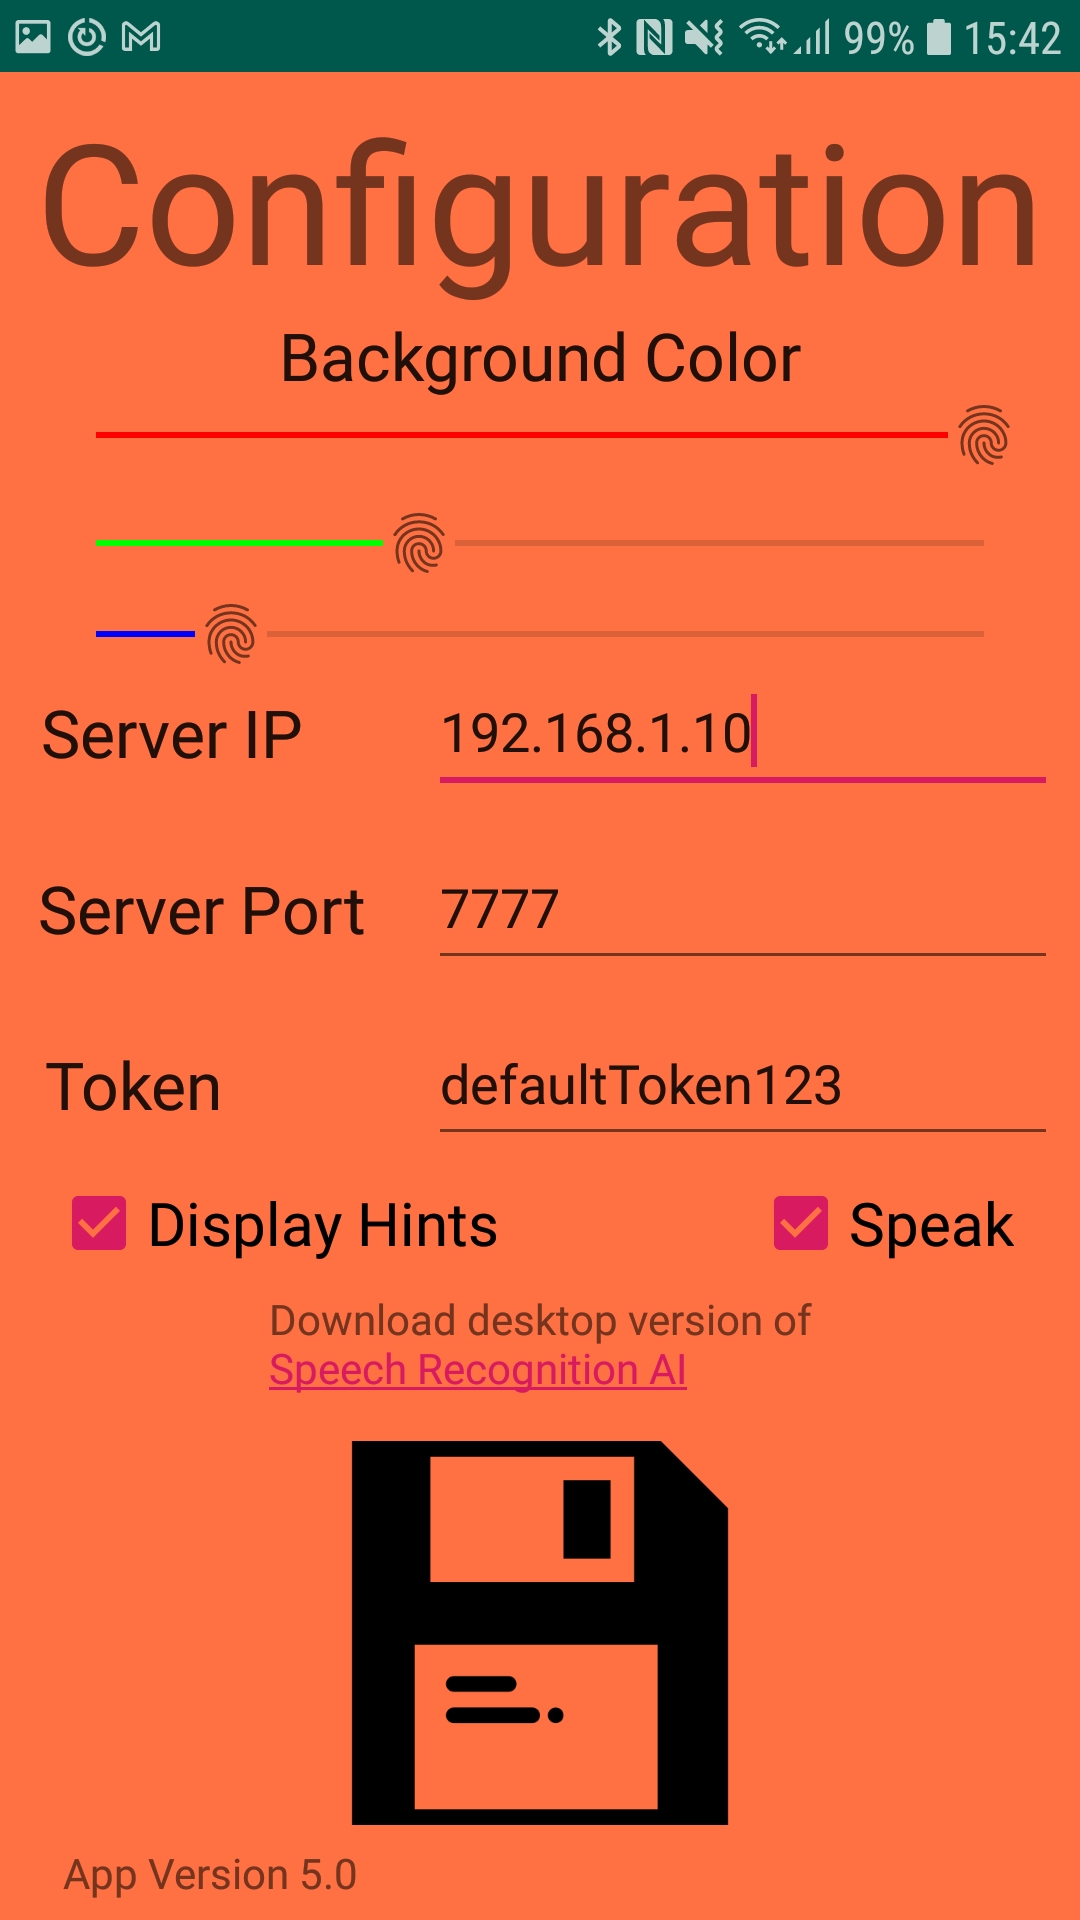 99% 15:42
Configuration
Background Color
Server IP 192.168.1.10
Server Port 7777
Token defaultToken123
Display Hints Speak
Download desktop version of
Speech Recognition AI
App Version 5.0